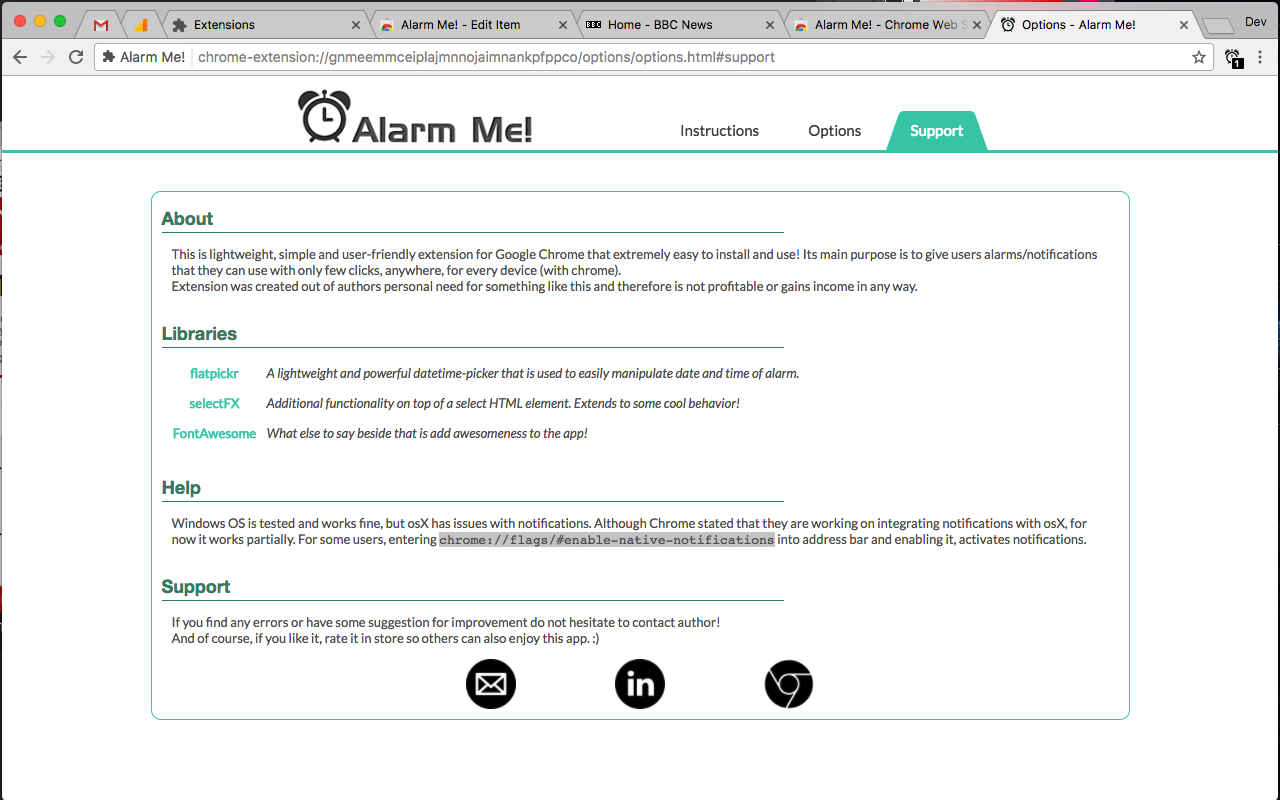 Extensions
Alarm Me! - Edit Item
BBC Home - BBC News
Alarm Me! - Chrome Web S
Options - Alarm Me!
Dev
Alarm Me! chrome-extension://gnmeemmceiplajmnnojaimnankpfppco/options/options.html#support
1
Alarm Me!
Instructions Options Support
About
This is lightweight, simple and user-friendly extension for Google Chrome that extremely easy to install and use! Its main purpose is to give users alarms/notifications
that they can use with only few clicks, anywhere, for every device (with chrome).
Extension was created out of authors personal need for something like this and therefore is not profitable or gains income in any way.
Libraries
flatpickr A lightweight and powerful datetime-picker that is used to easily manipulate date and time of alarm.
selectFX Additional functionality on top of a select HTML element. Extends to some cool behavior!
FontAwesome What else to say beside that is add awesomeness to the app!
Help
Windows OS is tested and works fine, but osX has issues with notifications. Although Chrome stated that they are working on integrating notifications with osX, for
now it works partially. For some users, entering chrome://flags/#enable-native-notifications into address bar and enabling it, activates notifications.
Support
If you find any errors or have some suggestion for improvement do not hesitate to contact author!
And of course, if you like it, rate it in store so others can also enjoy this app. :)
in